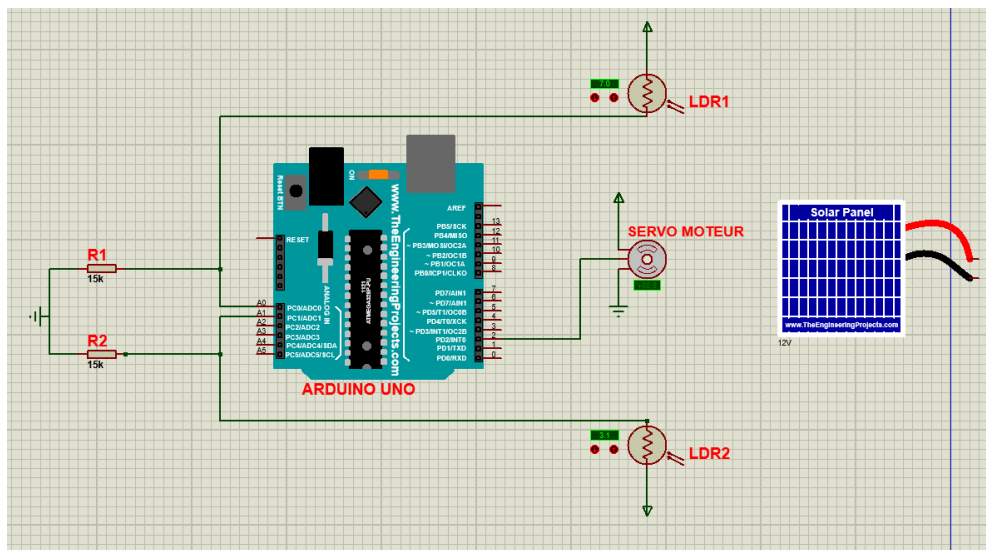 7.0
LDR1
Reset BTN
ON
www.TheEngineeringProjects.com
AREF
RESET
13
PB5/SCK
12
PB4/MISO
11
~ PB3/MOSI/OC2A
10
~ PB2/OC1B
9
~ PB1/OC1A
8
PB0/ICP1/CLKO
ATMEGA328P-PU
1121
ANALOG IN
R1
15k
7
PD7/AIN1
6
~ PD7/AIN1
5
~ PD5/T1/OC0B
4
PD4/T0/XCK
3
~ PD3/INT1/OC2B
2
PD2/INT0
1
PD1/TXD
0
PD0/RXD
A0
PC0/ADC0
A1
PC1/ADC1
A2
PC2/ADC2
A3
PC3/ADC3
A4
PC4/ADC4/SDA
A5
PC5/ADC5/SCL
R2
15k
ARDUINO UNO
SERVO MOTEUR
Solar Panel
www.TheEngineeringProjects.com
12V
3.1
LDR2